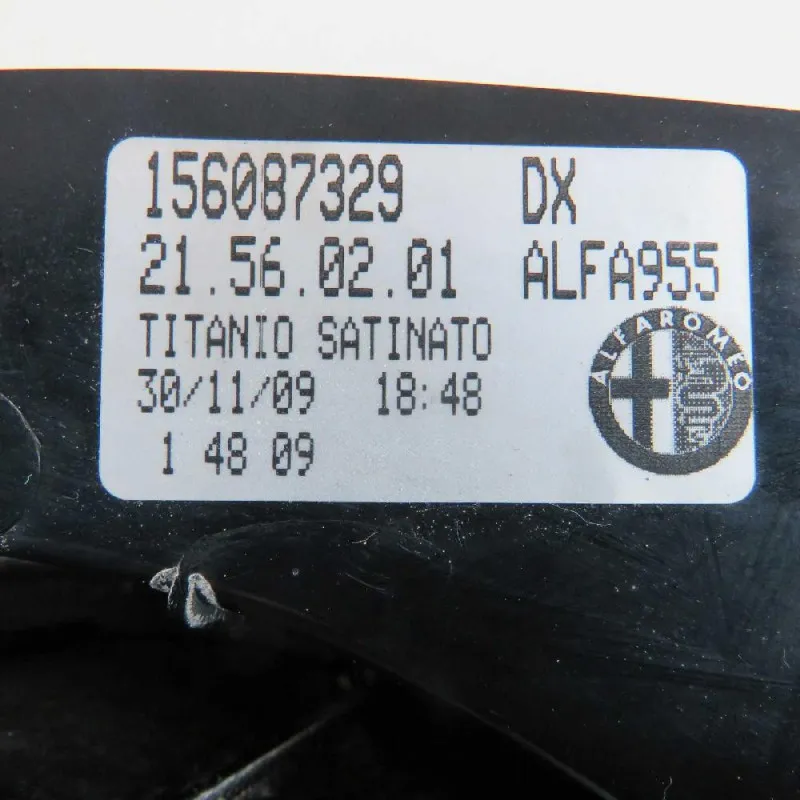 156087329 DX
21.56.02.01 ALFA955
TITANIO SATINATO
ALFA ROMEO
30/11/09 18:48
1 48 09